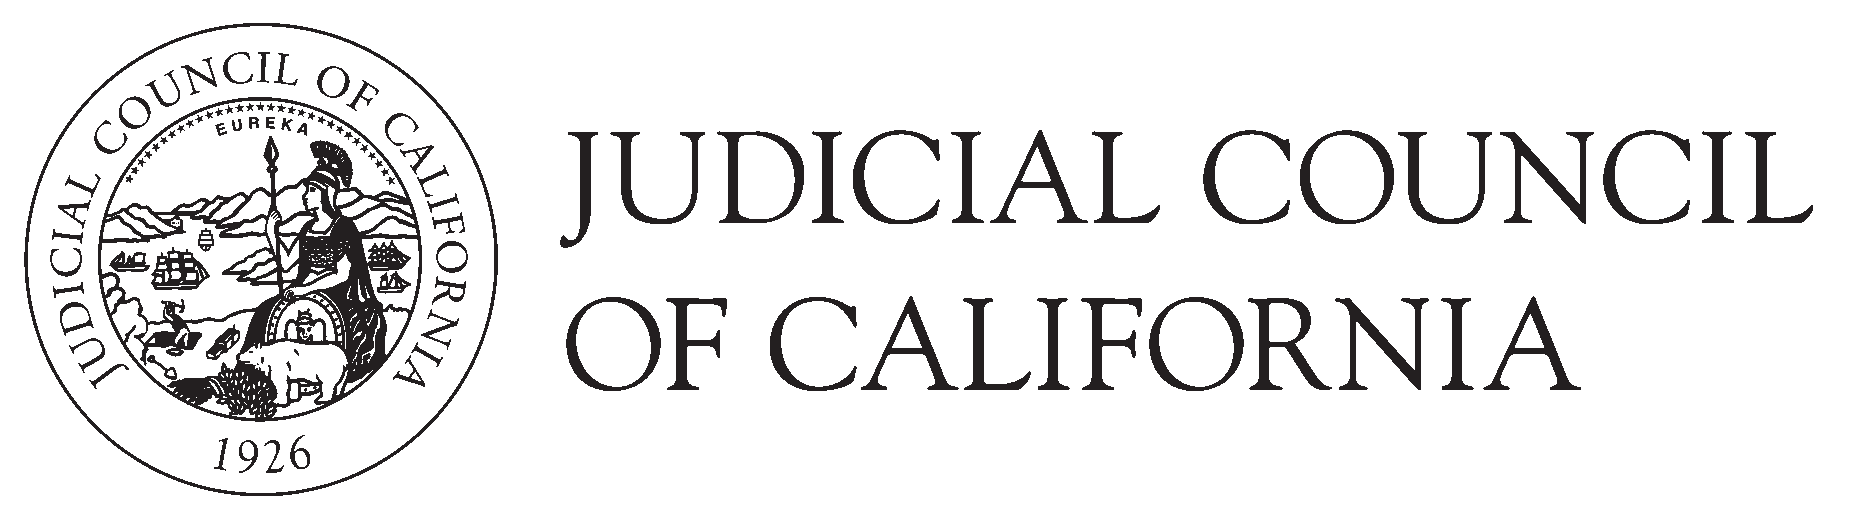 JUDICIAL COUNCIL OF CALIFORNIA
EUREKA
1926
JUDICIAL COUNCIL
OF CALIFORNIA